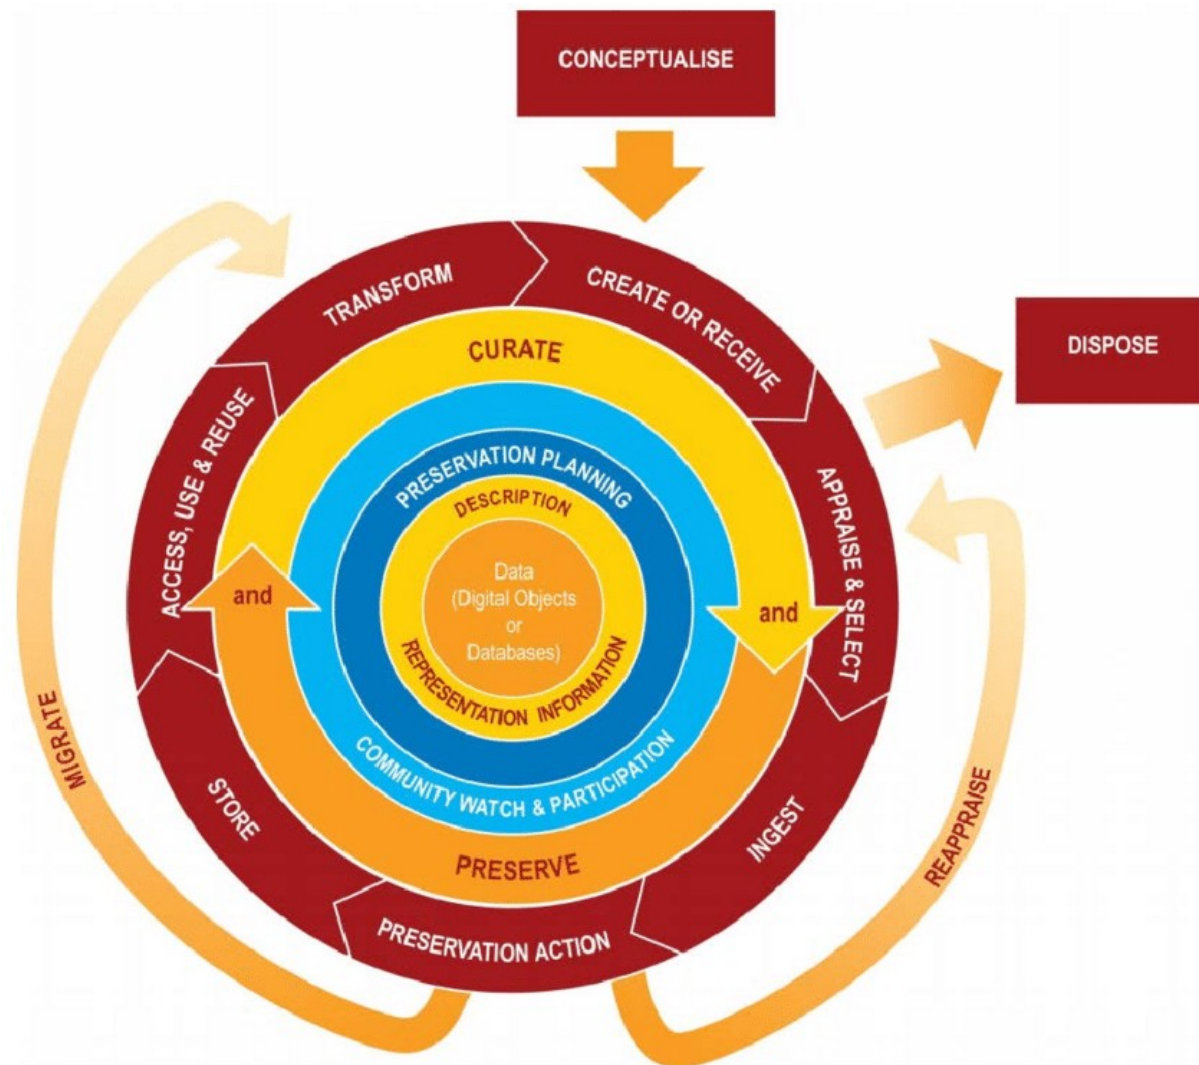 CONCEPTUALISE
DISPOSE
TRANSFORM
CREATE OR RECEIVE
APPRAISE & SELECT
INGEST
PRESERVATION ACTION
STORE
ACCESS, USE & REUSE
MIGRATE
REAPPRAISE
CURATE
and
PRESERVE
and
COMMUNITY WATCH & PARTICIPATION
PRESERVATION PLANNING
DESCRIPTION
REPRESENTATION INFORMATION
Data
(Digital Objects
or
Databases)